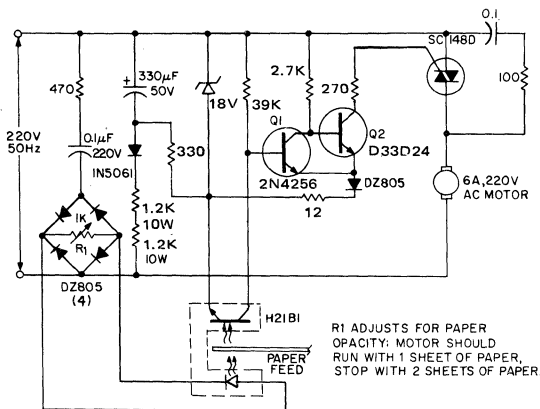 0.1
SC 148D
330µF
50V
470
2.7K
270
100
18V
39K
Q1
Q2
220V
50Hz
0.1µF
220V
330
D33D24
1N5061
2N4256
DZ805
6A, 220V
AC MOTOR
1.2K
10W
12
1K
R1
1.2K
10W
DZ805
(4)
H21B1
PAPER
FEED
R1 ADJUSTS FOR PAPER
OPACITY: MOTOR SHOULD
RUN WITH 1 SHEET OF PAPER,
STOP WITH 2 SHEETS OF PAPER